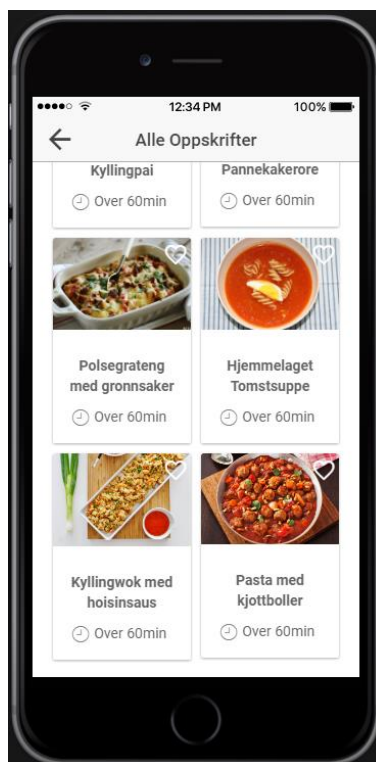 12:34 PM
100%
Alle Oppskrifter
Kyllingpai
Over 60min
Pannekakerore
Over 60min
Polsegrateng
med gronnsaker
Over 60min
Hjemmelaget
Tomstsuppe
Over 60min
Kyllingwok med
hoisinsaus
Over 60min
Pasta med
kjottboller
Over 60min